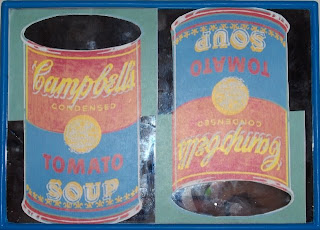 Campbell's
CONDENSED
TOMATO
SOUP
Campbell's
CONDENSED
TOMATO
SOUP